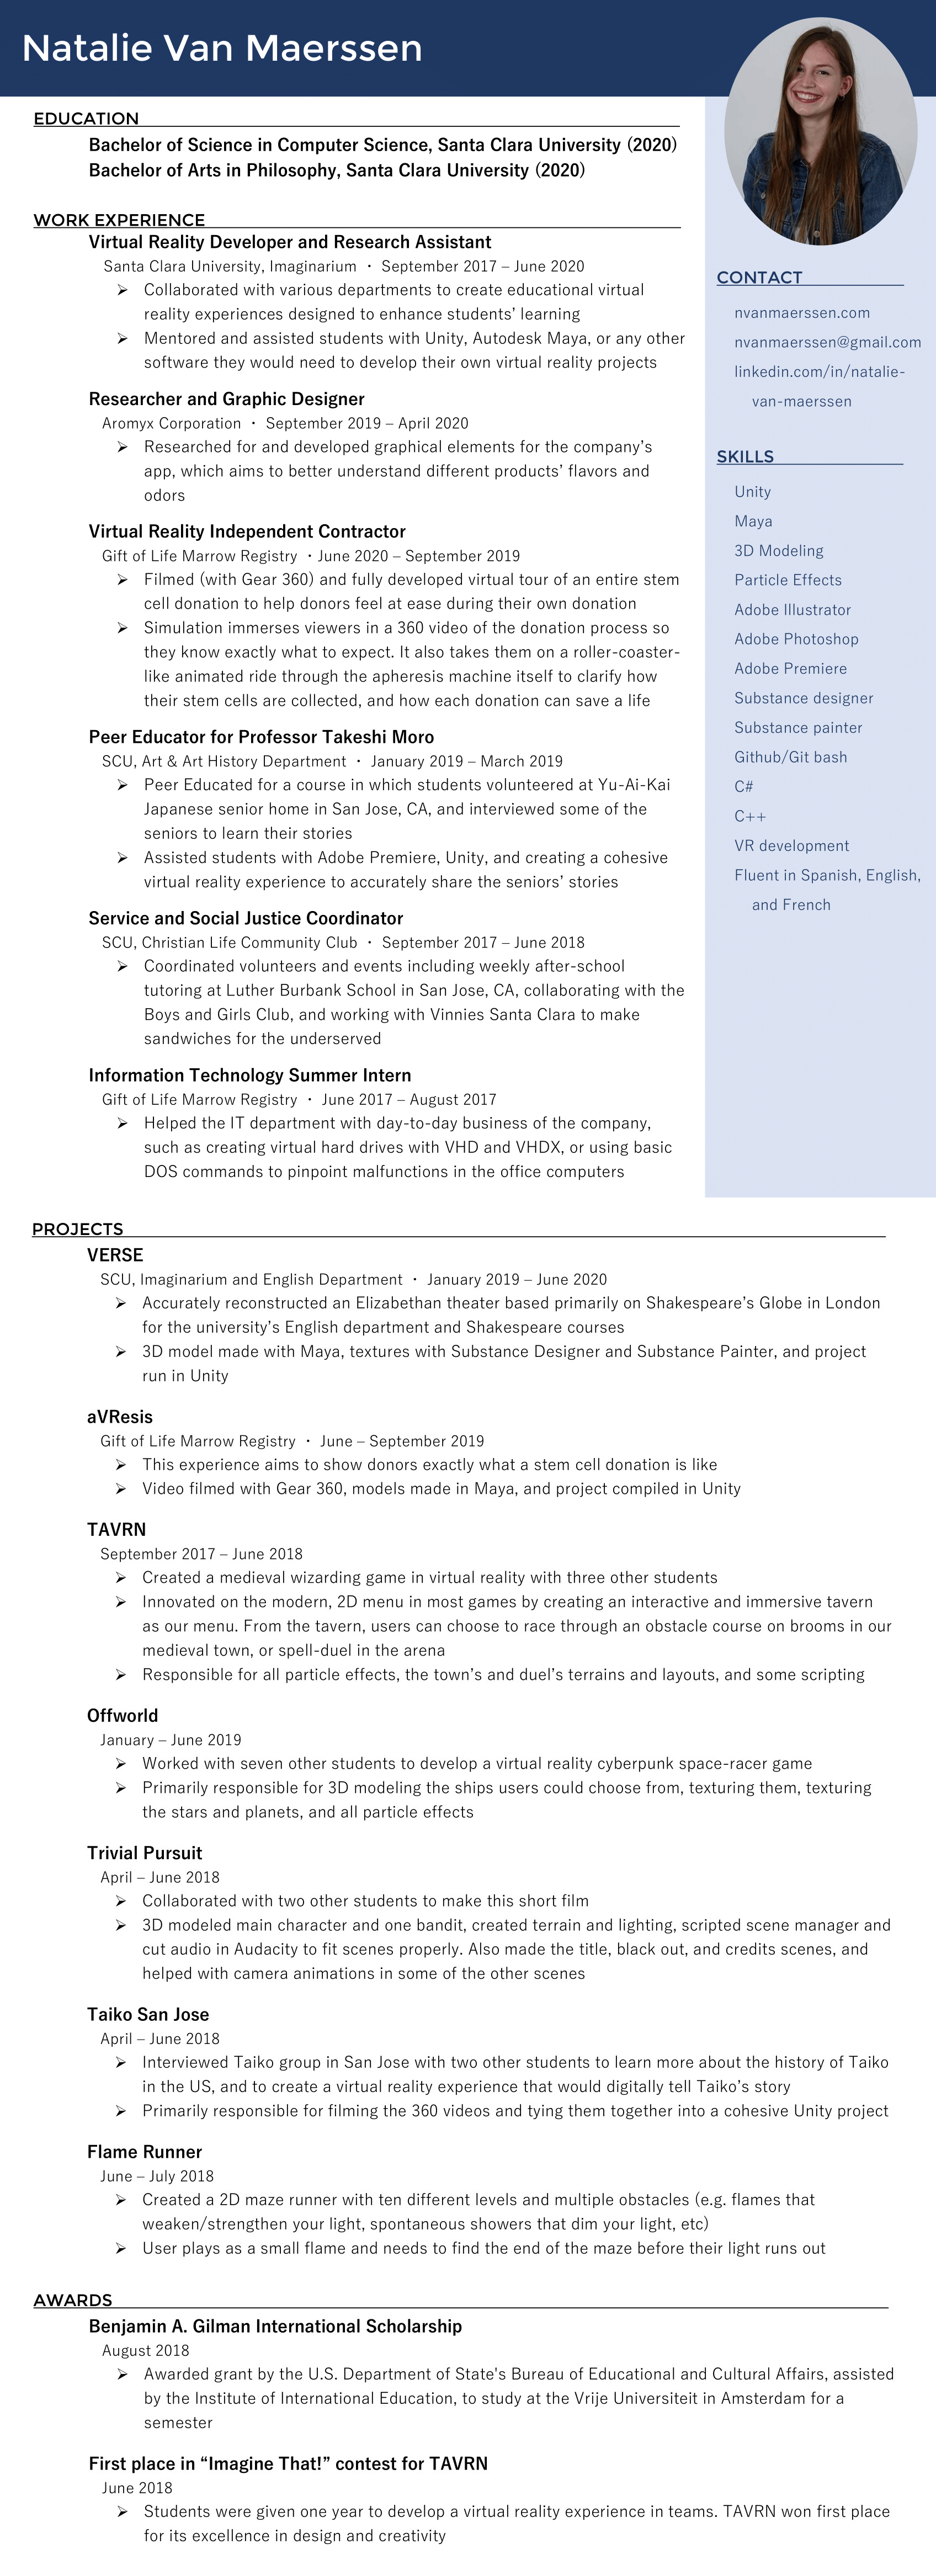 Natalie Van Maerssen
EDUCATION
Bachelor of Science in Computer Science, Santa Clara University (2020)
Bachelor of Arts in Philosophy, Santa Clara University (2020)
WORK EXPERIENCE
Virtual Reality Developer and Research Assistant
Santa Clara University, Imaginarium · September 2017 – June 2020
➢ Collaborated with various departments to create educational virtual
reality experiences designed to enhance students’ learning
➢ Mentored and assisted students with Unity, Autodesk Maya, or any other
software they would need to develop their own virtual reality projects
Researcher and Graphic Designer
Aromyx Corporation · September 2019 – April 2020
➢ Researched for and developed graphical elements for the company’s
app, which aims to better understand different products’ flavors and
odors
Virtual Reality Independent Contractor
Gift of Life Marrow Registry · June 2020 – September 2019
➢ Filmed (with Gear 360) and fully developed virtual tour of an entire stem
cell donation to help donors feel at ease during their own donation
➢ Simulation immerses viewers in a 360 video of the donation process so
they know exactly what to expect. It also takes them on a roller-coaster-
like animated ride through the apheresis machine itself to clarify how
their stem cells are collected, and how each donation can save a life
Peer Educator for Professor Takeshi Moro
SCU, Art & Art History Department · January 2019 – March 2019
➢ Peer Educated for a course in which students volunteered at Yu-Ai-Kai
Japanese senior home in San Jose, CA, and interviewed some of the
seniors to learn their stories
➢ Assisted students with Adobe Premiere, Unity, and creating a cohesive
virtual reality experience to accurately share the seniors’ stories
Service and Social Justice Coordinator
SCU, Christian Life Community Club · September 2017 – June 2018
➢ Coordinated volunteers and events including weekly after-school
tutoring at Luther Burbank School in San Jose, CA, collaborating with the
Boys and Girls Club, and working with Vinnies Santa Clara to make
sandwiches for the underserved
Information Technology Summer Intern
Gift of Life Marrow Registry · June 2017 – August 2017
➢ Helped the IT department with day-to-day business of the company,
such as creating virtual hard drives with VHD and VHDX, or using basic
DOS commands to pinpoint malfunctions in the office computers
CONTACT
nvanmaerssen.com
nvanmaerssen@gmail.com
linkedin.com/in/natalie-
van-maerssen
SKILLS
Unity
Maya
3D Modeling
Particle Effects
Adobe Illustrator
Adobe Photoshop
Adobe Premiere
Substance designer
Substance painter
Github/Git bash
C#
C++
VR development
Fluent in Spanish, English,
and French
PROJECTS
VERSE
SCU, Imaginarium and English Department · January 2019 – June 2020
➢ Accurately reconstructed an Elizabethan theater based primarily on Shakespeare’s Globe in London
for the university’s English department and Shakespeare courses
➢ 3D model made with Maya, textures with Substance Designer and Substance Painter, and project
run in Unity
aVResis
Gift of Life Marrow Registry · June – September 2019
➢ This experience aims to show donors exactly what a stem cell donation is like
➢ Video filmed with Gear 360, models made in Maya, and project compiled in Unity
TAVRN
September 2017 – June 2018
➢ Created a medieval wizarding game in virtual reality with three other students
➢ Innovated on the modern, 2D menu in most games by creating an interactive and immersive tavern
as our menu. From the tavern, users can choose to race through an obstacle course on brooms in our
medieval town, or spell-duel in the arena
➢ Responsible for all particle effects, the town’s and duel’s terrains and layouts, and some scripting
Offworld
January – June 2019
➢ Worked with seven other students to develop a virtual reality cyberpunk space-racer game
➢ Primarily responsible for 3D modeling the ships users could choose from, texturing them, texturing
the stars and planets, and all particle effects
Trivial Pursuit
April – June 2018
➢ Collaborated with two other students to make this short film
➢ 3D modeled main character and one bandit, created terrain and lighting, scripted scene manager and
cut audio in Audacity to fit scenes properly. Also made the title, black out, and credits scenes, and
helped with camera animations in some of the other scenes
Taiko San Jose
April – June 2018
➢ Interviewed Taiko group in San Jose with two other students to learn more about the history of Taiko
in the US, and to create a virtual reality experience that would digitally tell Taiko’s story
➢ Primarily responsible for filming the 360 videos and tying them together into a cohesive Unity project
Flame Runner
June – July 2018
➢ Created a 2D maze runner with ten different levels and multiple obstacles (e.g. flames that
weaken/strengthen your light, spontaneous showers that dim your light, etc)
➢ User plays as a small flame and needs to find the end of the maze before their light runs out
AWARDS
Benjamin A. Gilman International Scholarship
August 2018
➢ Awarded grant by the U.S. Department of State's Bureau of Educational and Cultural Affairs, assisted
by the Institute of International Education, to study at the Vrije Universiteit in Amsterdam for a
semester
First place in “Imagine That!” contest for TAVRN
June 2018
➢ Students were given one year to develop a virtual reality experience in teams. TAVRN won first place
for its excellence in design and creativity